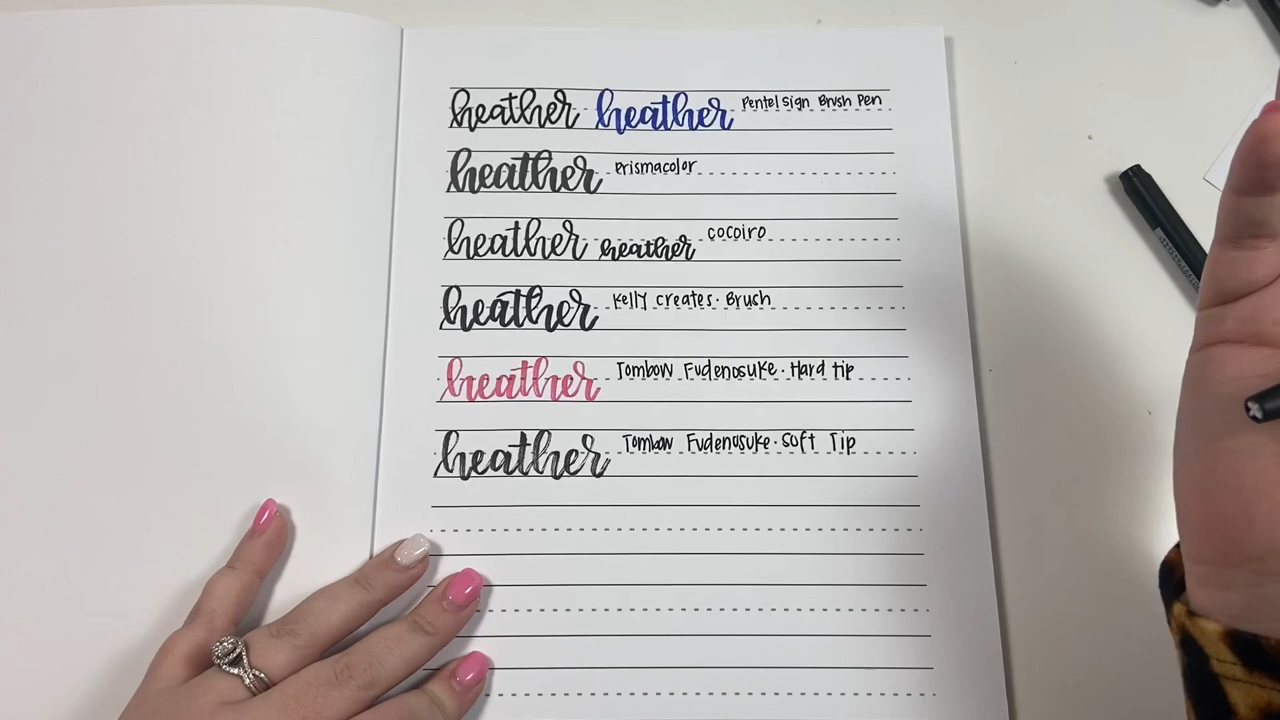 heather heather Pentel Sign Brush Pen
heather Prismacolor
heather heather cocoiro
heather Kelly creates · Brush
heather Tombow Fudenosuke · Hard tip
heather Tombow Fudenosuke · Soft Tip